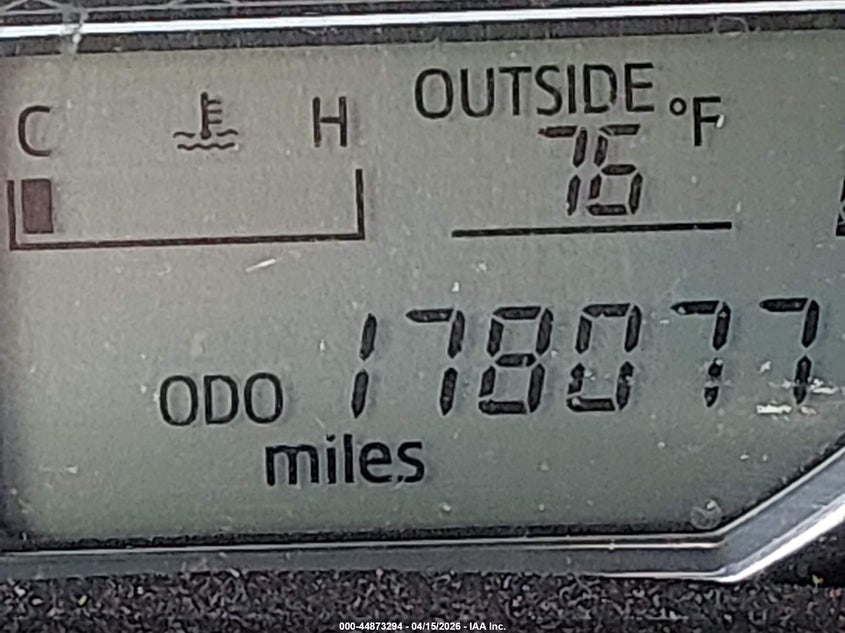 C H OUTSIDE °F
76
ODO 178077
miles
000-44873294 - 04/15/2026 - IAA Inc.